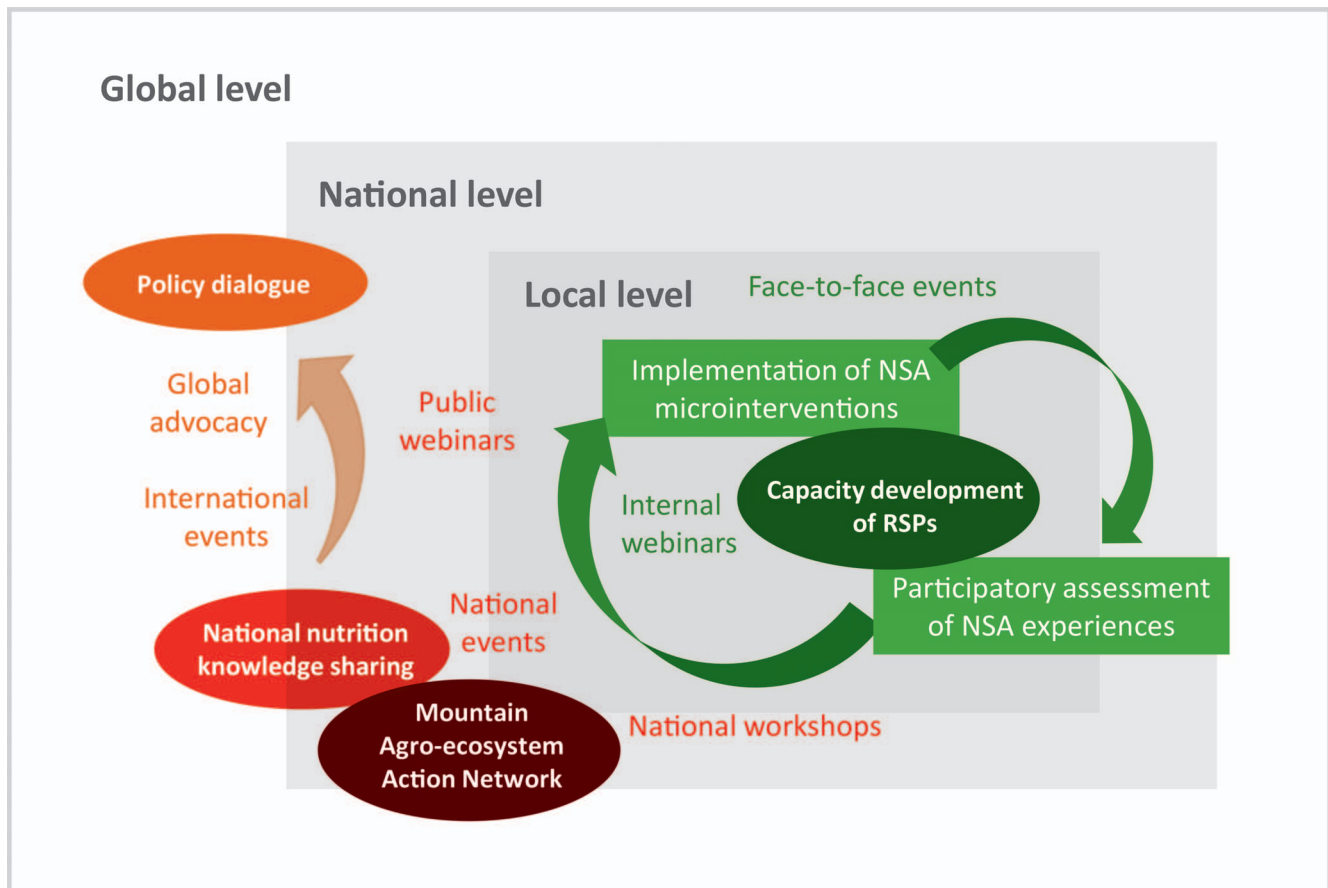 Global level
National level
Policy dialogue
Local level
Face-to-face events
Global
advocacy
Public
webinars
Implementation of NSA
microinterventions
International
events
Internal
webinars
Capacity development
of RSPs
National
events
Participatory assessment
of NSA experiences
National nutrition
knowledge sharing
Mountain
Agro-ecosystem
Action Network
National workshops